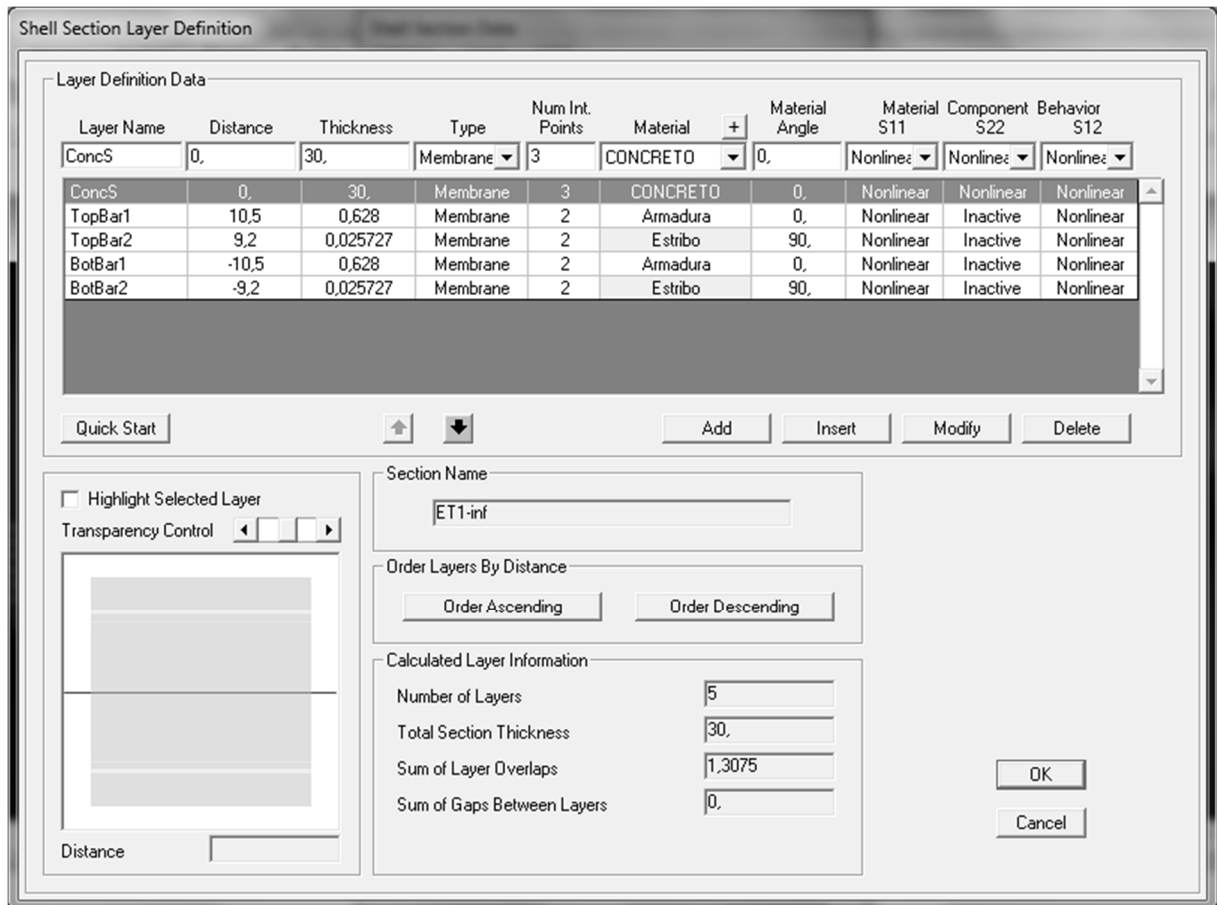 Shell Section Layer Definition
Shell Section Data
Layer Definition Data
Num Int. Material Material Component Behavior
Layer Name Distance Thickness Type Points Material + Angle S11 S22 S12
ConcS 0, 30, Membrane 3 CONCRETO 0, Nonlinea Nonlinea Nonlinea
ConcS 0, 30, Membrane 3 CONCRETO 0, Nonlinear Nonlinear Nonlinear
TopBar1 10,5 0,628 Membrane 2 Armadura 0, Nonlinear Inactive Nonlinear
TopBar2 9,2 0,025727 Membrane 2 Estribo 90, Nonlinear Inactive Nonlinear
BotBar1 -10,5 0,628 Membrane 2 Armadura 0, Nonlinear Inactive Nonlinear
BotBar2 -9,2 0,025727 Membrane 2 Estribo 90, Nonlinear Inactive Nonlinear
Quick Start Add Insert Modify Delete
Highlight Selected Layer
Transparency Control
Distance
Section Name
ET1-inf
Order Layers By Distance
Order Ascending Order Descending
Calculated Layer Information
Number of Layers 5
Total Section Thickness 30,
Sum of Layer Overlaps 1,3075
Sum of Gaps Between Layers 0,
OK
Cancel